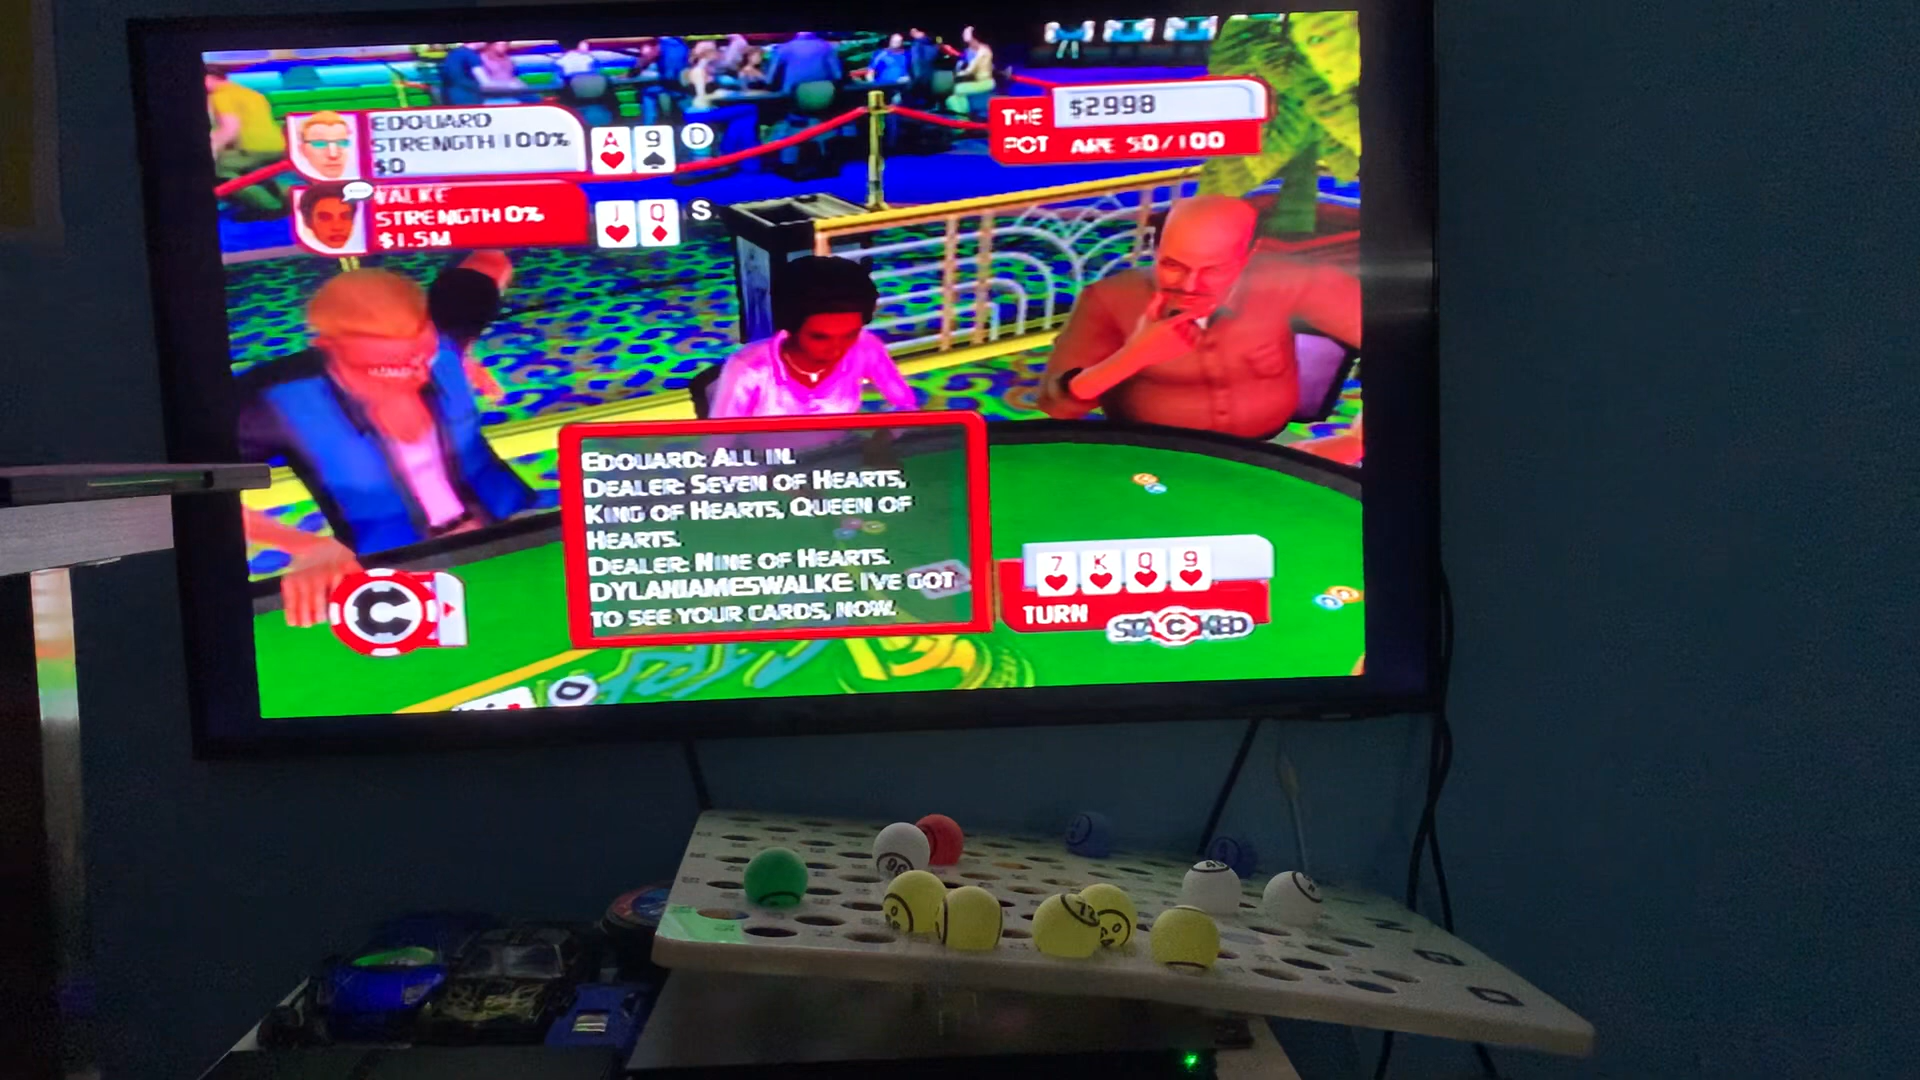 EDOUARD
STRENGTH 100%
$0
A 9 D
WALKE
STRENGTH 0%
$1.5M
J Q S
THE POT
$2998
ARE 50/100
EDOUARD: ALL IN.
DEALER: SEVEN OF HEARTS,
KING OF HEARTS, QUEEN OF
HEARTS.
DEALER: NINE OF HEARTS.
DYLANJAMESWALKE: I'VE GOT
TO SEE YOUR CARDS, NOW.
7 K Q 9
TURN
STACKED
C
90